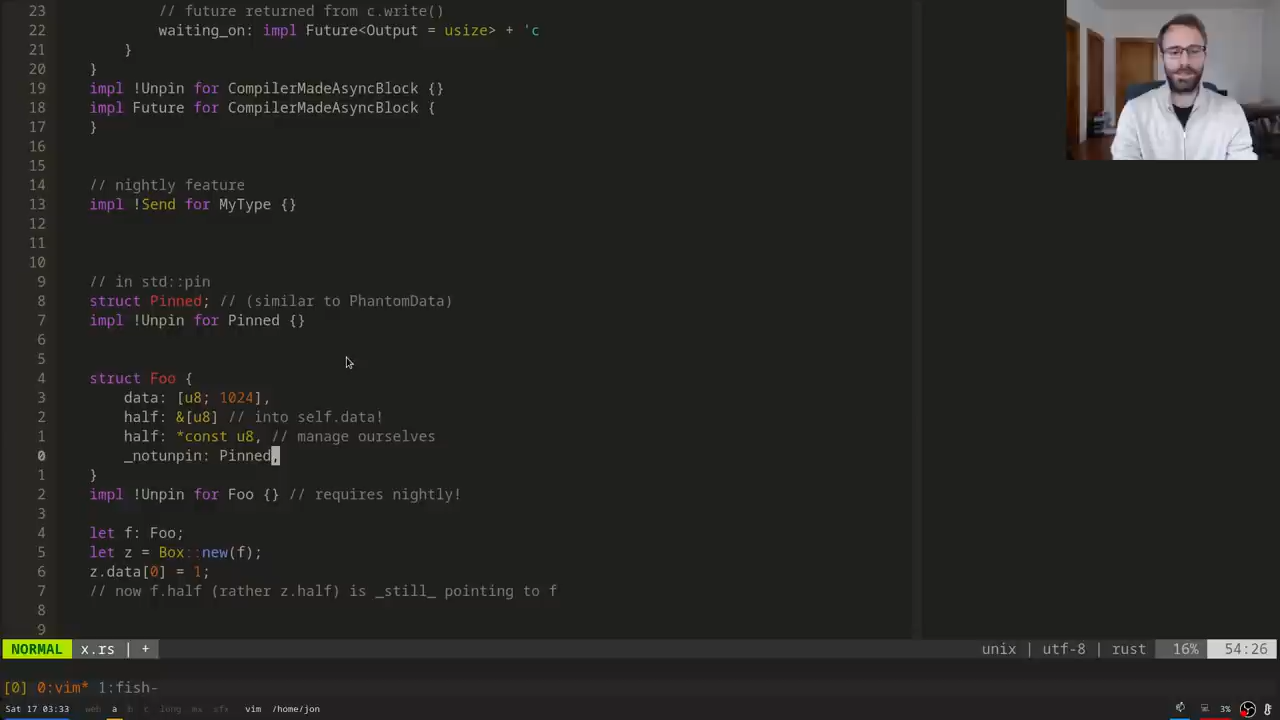 23 // future returned from c.write()
22 waiting_on: impl Future<Output = usize> + 'c
21 }
20 }
19 impl !Unpin for CompilerMadeAsyncBlock {}
18 impl Future for CompilerMadeAsyncBlock {
17 }
16
15
14 // nightly feature
13 impl !Send for MyType {}
12
11
10
9 // in std::pin
8 struct Pinned; // (similar to PhantomData)
7 impl !Unpin for Pinned {}
6
5
4 struct Foo {
3 data: [u8; 1024],
2 half: &[u8] // into self.data!
1 half: *const u8, // manage ourselves
0 _notunpin: Pinned,
1 }
2 impl !Unpin for Foo {} // requires nightly!
3
4 let f: Foo;
5 let z = Box::new(f);
6 z.data[0] = 1;
7 // now f.half (rather z.half) is _still_ pointing to f
8
9
NORMAL x.rs | + unix | utf-8 | rust 16% 54:26
[0] 0:vim* 1:fish-
Sat 17 03:33 web a b c lung ms sfx vim /home/jon 3%